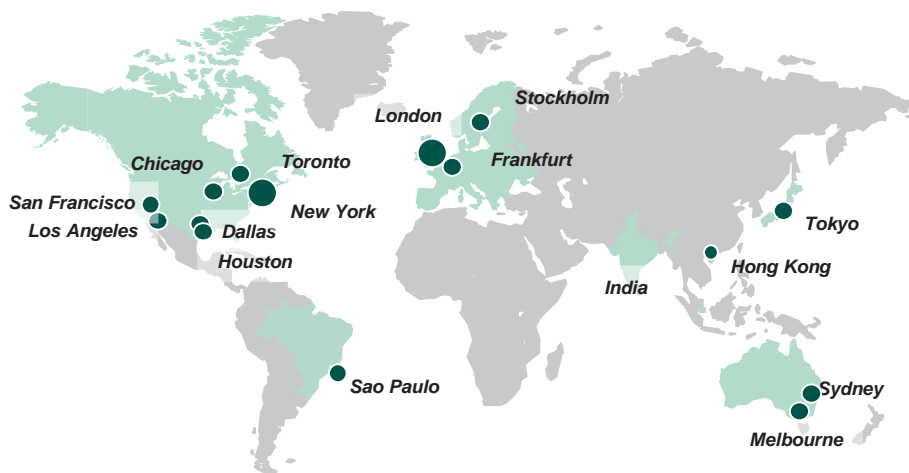 Stockholm
London
Chicago
Toronto
Frankfurt
San Francisco
New York
Los Angeles
Dallas
Tokyo
Houston
Hong Kong
India
Sao Paulo
Sydney
Melbourne